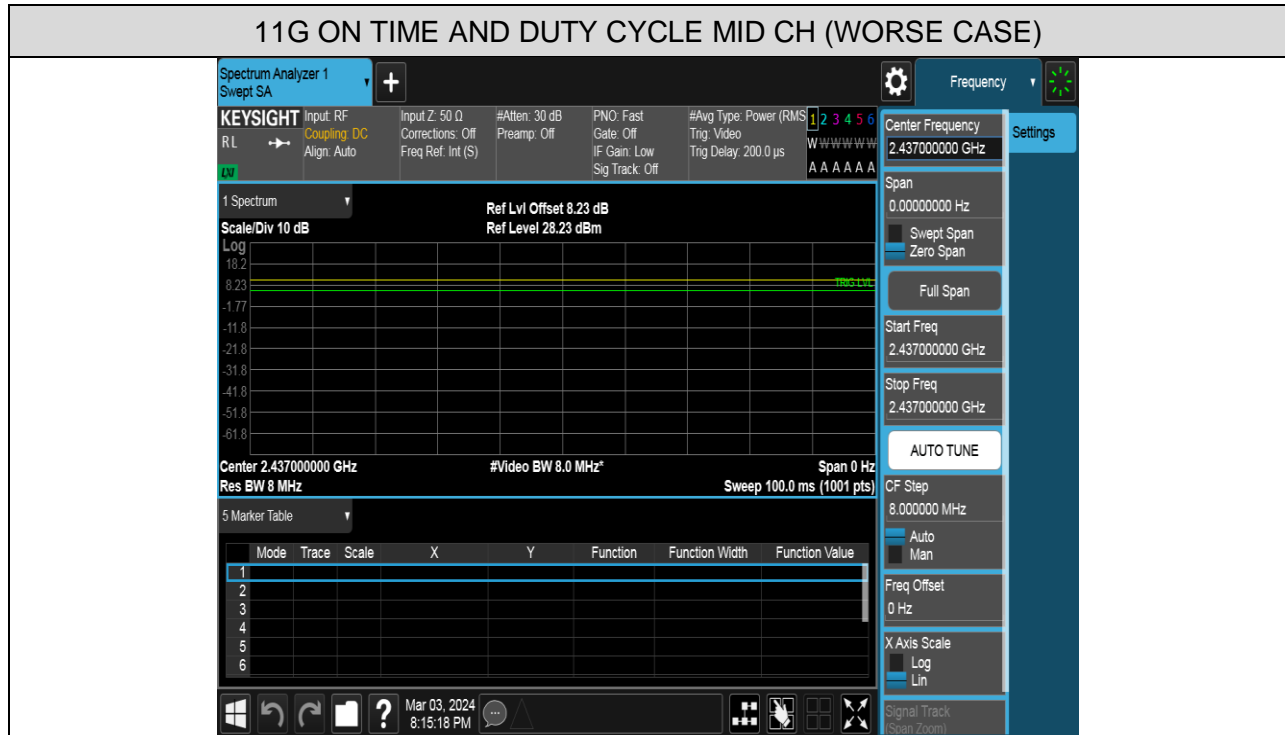 11G ON TIME AND DUTY CYCLE MID CH (WORSE CASE)
Spectrum Analyzer 1
Swept SA
+
Frequency
KEYSIGHT
RL
LXI
Input: RF
Coupling: DC
Align: Auto
Input Z: 50 Ω
Corrections: Off
Freq Ref: Int (S)
#Atten: 30 dB
Preamp: Off
PNO: Fast
Gate: Off
IF Gain: Low
Sig Track: Off
#Avg Type: Power (RMS
Trig: Video
Trig Delay: 200.0 µs
1 2 3 4 5 6
W W W W W W
A A A A A A
1 Spectrum
Scale/Div 10 dB
Ref Lvl Offset 8.23 dB
Ref Level 28.23 dBm
Log
18.2
8.23
-1.77
-11.8
-21.8
-31.8
-41.8
-51.8
-61.8
TRIG LVL
Center 2.437000000 GHz
#Video BW 8.0 MHz*
Span 0 Hz
Res BW 8 MHz
Sweep 100.0 ms (1001 pts)
5 Marker Table
Mode Trace Scale X Y Function Function Width Function Value
1
2
3
4
5
6
?
Mar 03, 2024
8:15:18 PM
Center Frequency
2.437000000 GHz
Settings
Span
0.00000000 Hz
Swept Span
Zero Span
Full Span
Start Freq
2.437000000 GHz
Stop Freq
2.437000000 GHz
AUTO TUNE
CF Step
8.000000 MHz
Auto
Man
Freq Offset
0 Hz
X Axis Scale
Log
Lin
Signal Track
(Span Zoom)